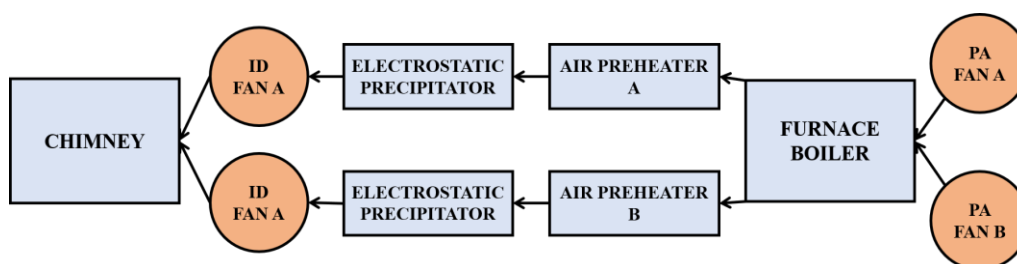 ID
FAN A
ELECTROSTATIC
PRECIPITATOR
AIR PREHEATER
A
PA
FAN A
CHIMNEY
FURNACE
BOILER
ID
FAN A
ELECTROSTATIC
PRECIPITATOR
AIR PREHEATER
B
PA
FAN B